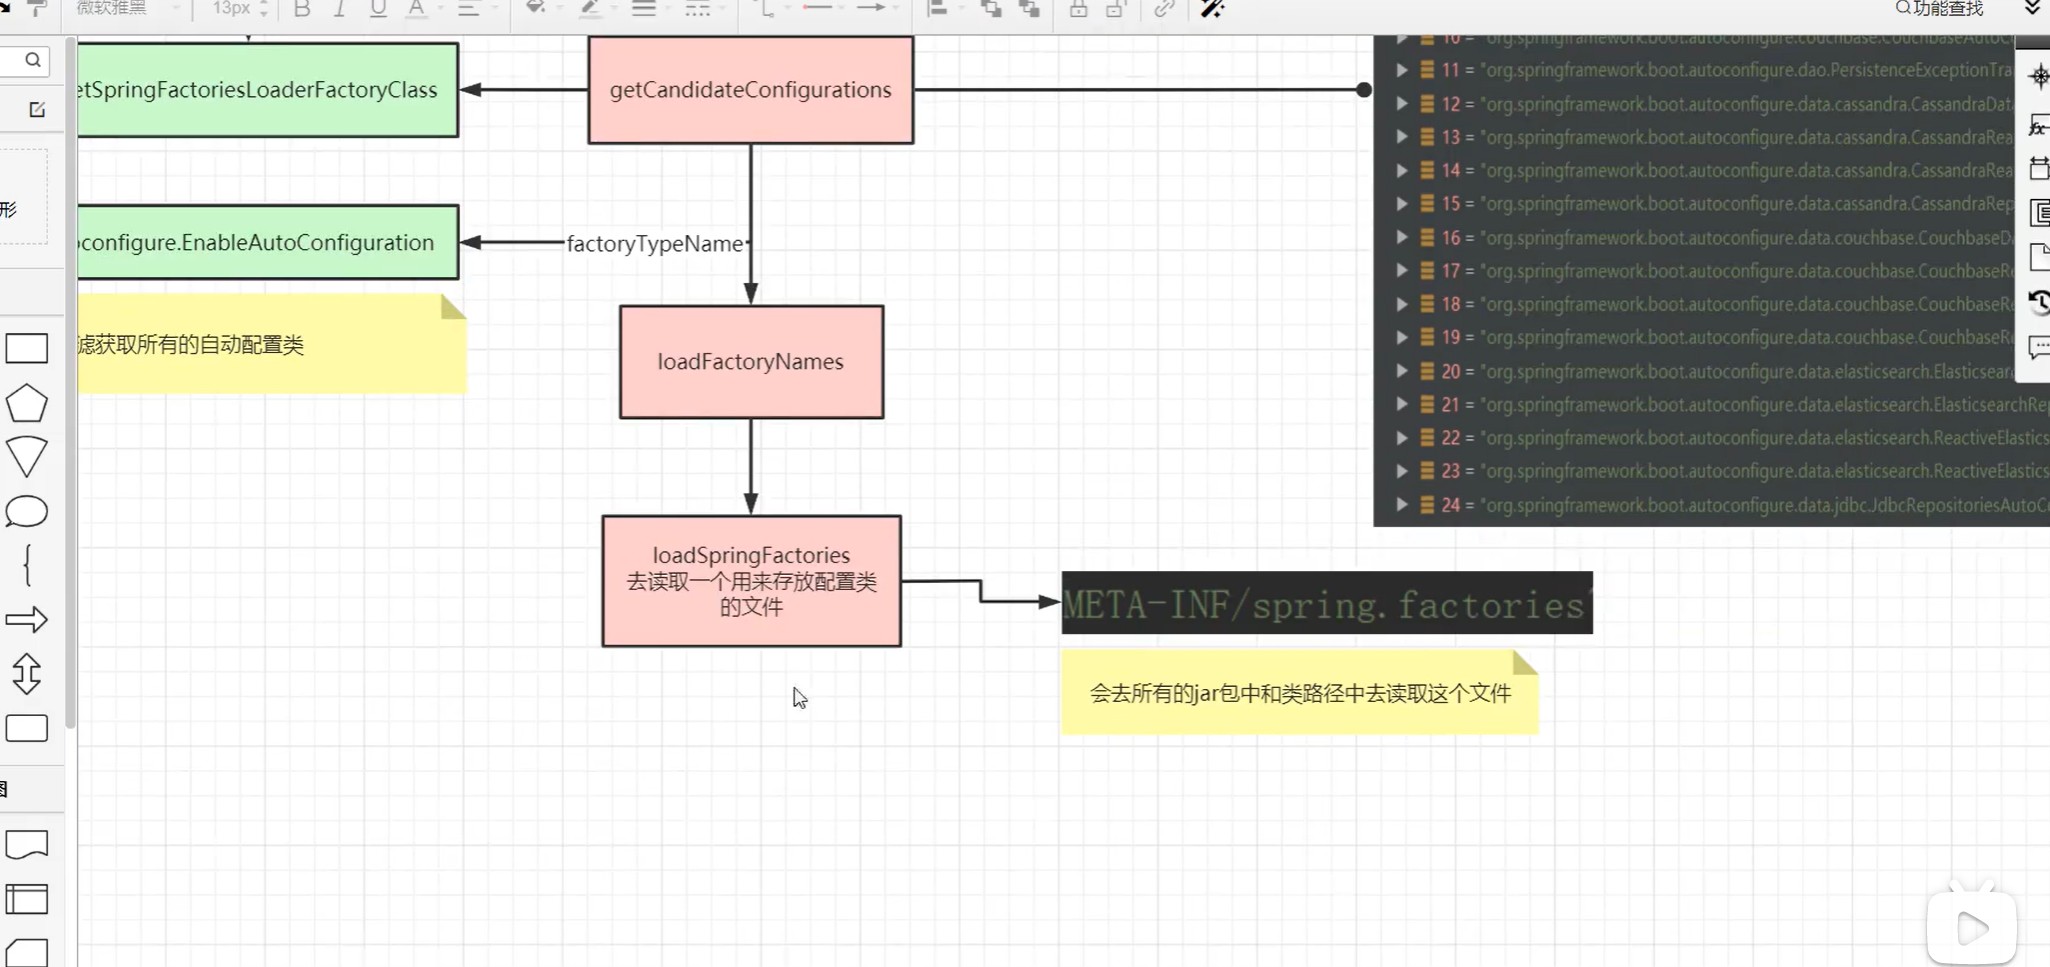 微软雅黑
13px
B I U A
功能查找
etSpringFactoriesLoaderFactoryClass
getCandidateConfigurations
形
configure.EnableAutoConfiguration
factoryTypeName
滤获取所有的自动配置类
loadFactoryNames
loadSpringFactories
去读取一个用来存放配置类
的文件
META-INF/spring.factories
会去所有的jar包中和类路径中去读取这个文件
图
10 = "org.springframework.boot.autoconfigure.couchbase.CouchbaseAutoC
11 = "org.springframework.boot.autoconfigure.dao.PersistenceExceptionTra
12 = "org.springframework.boot.autoconfigure.data.cassandra.CassandraDat
13 = "org.springframework.boot.autoconfigure.data.cassandra.CassandraRea
14 = "org.springframework.boot.autoconfigure.data.cassandra.CassandraRea
15 = "org.springframework.boot.autoconfigure.data.cassandra.CassandraRep
16 = "org.springframework.boot.autoconfigure.data.couchbase.CouchbaseD
17 = "org.springframework.boot.autoconfigure.data.couchbase.CouchbaseRe
18 = "org.springframework.boot.autoconfigure.data.couchbase.CouchbaseRe
19 = "org.springframework.boot.autoconfigure.data.couchbase.CouchbaseRe
20 = "org.springframework.boot.autoconfigure.data.elasticsearch.Elasticsear
21 = "org.springframework.boot.autoconfigure.data.elasticsearch.ElasticsearchRe
22 = "org.springframework.boot.autoconfigure.data.elasticsearch.ReactiveElastics
23 = "org.springframework.boot.autoconfigure.data.elasticsearch.ReactiveElastics
24 = "org.springframework.boot.autoconfigure.data.jdbc.JdbcRepositoriesAutoC